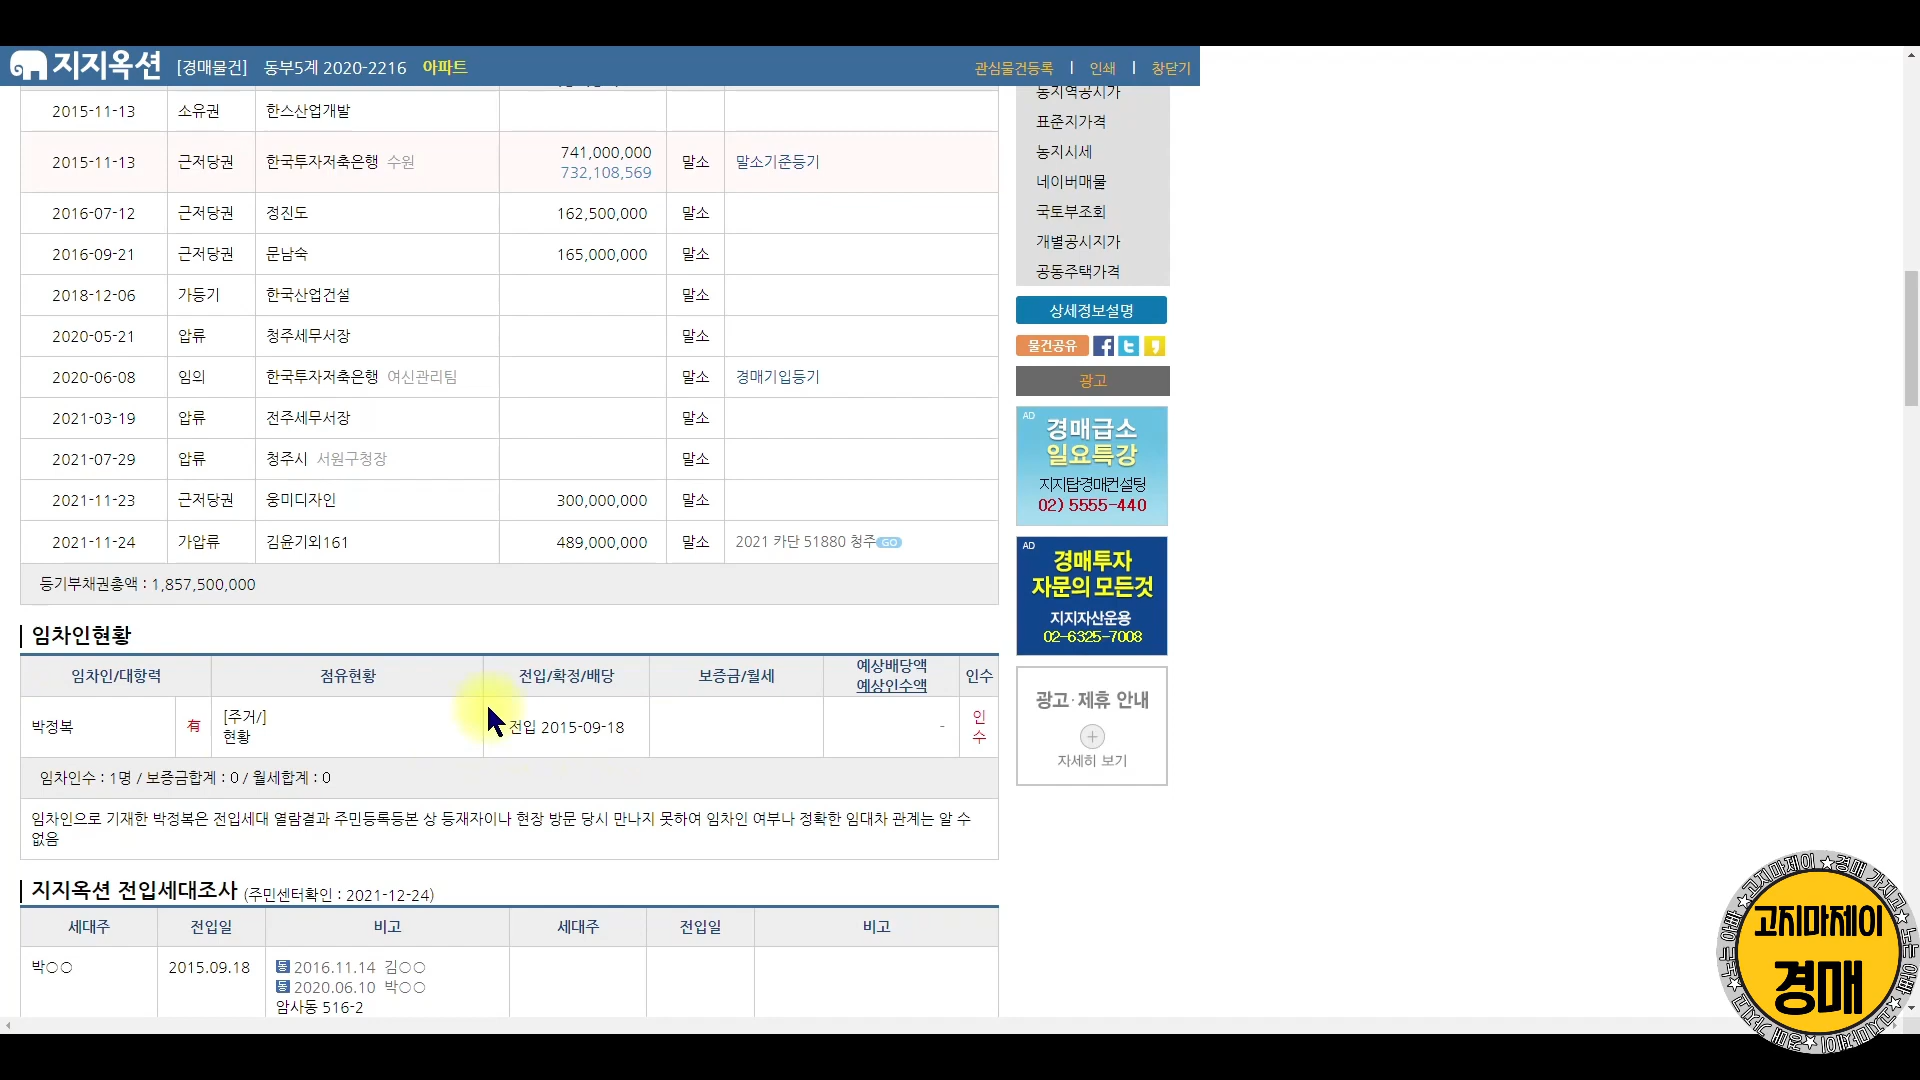 지지옥션 [경매물건] 동부5계 2020-2216 아파트 관심물건등록 | 인쇄 | 창닫기
2015-11-13 소유권 한스산업개발
2015-11-13 근저당권 한국투자저축은행 수원 741,000,000 말소 말소기준등기
732,108,569
2016-07-12 근저당권 정진도 162,500,000 말소
2016-09-21 근저당권 문남숙 165,000,000 말소
2018-12-06 가등기 한국산업건설 말소
2020-05-21 압류 청주세무서장 말소
2020-06-08 임의 한국투자저축은행 여신관리팀 말소 경매기입등기
2021-03-19 압류 전주세무서장 말소
2021-07-29 압류 청주시 서원구청장 말소
2021-11-23 근저당권 웅미디자인 300,000,000 말소
2021-11-24 가압류 김윤기외161 489,000,000 말소 2021 카단 51880 청주 GO
등기부채권총액 : 1,857,500,000
임차인현황
임차인/대항력 점유현황 전입/확정/배당 보증금/월세 예상배당액 인수
예상인수액
박정복 有 [주거/] 전입 2015-09-18 - 인
현황 수
임차인수 : 1명 / 보증금합계 : 0 / 월세합계 : 0
임차인으로 기재한 박정복은 전입세대 열람결과 주민등록등본 상 등재자이나 현장 방문 당시 만나지 못하여 임차인 여부나 정확한 임대차 관계는 알 수
없음
지지옥션 전입세대조사 (주민센터확인 : 2021-12-24)
세대주 전입일 비고 세대주 전입일 비고
박○○ 2015.09.18 동 2016.11.14 김○○
동 2020.06.10 박○○
암사동 516-2
농지역공시가
표준지가격
농지시세
네이버매물
국토부조회
개별공시지가
공동주택가격
상세정보설명
물건공유
광고
AD
경매급소
일요특강
지지탑경매컨설팅
02) 5555-440
AD
경매투자
자문의 모든것
지지자산운용
02-6325-7008
광고·제휴 안내
+
자세히 보기
고지마제이
경매